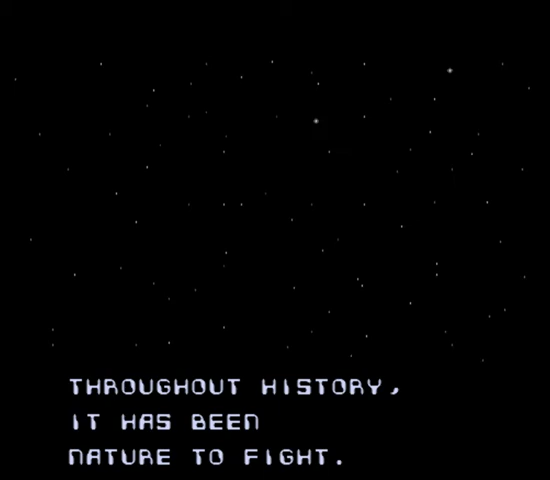 THROUGHOUT HISTORY,
IT HAS BEEN
NATURE TO FIGHT.